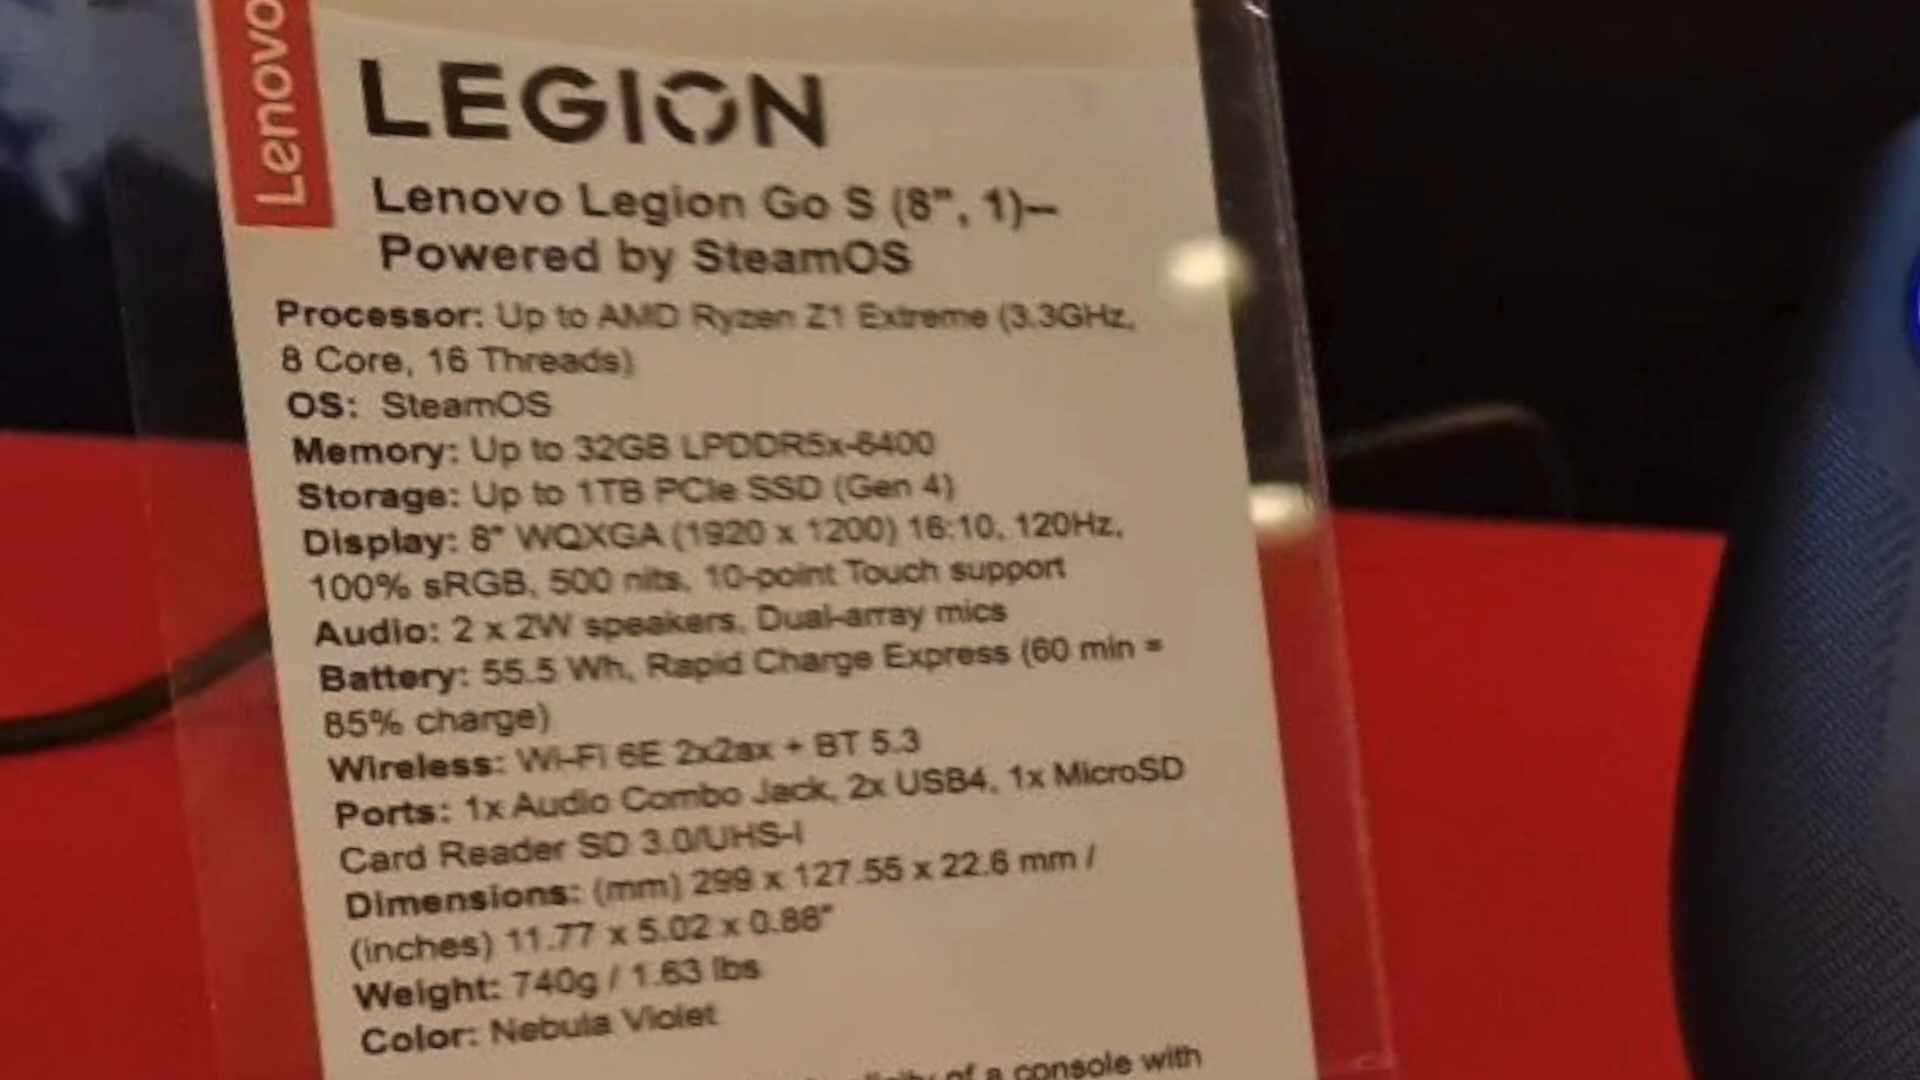 Lenovo
LEGION
Lenovo Legion Go S (8", 1)–
Powered by SteamOS
Processor: Up to AMD Ryzen Z1 Extreme (3.3GHz,
8 Core, 16 Threads)
OS: SteamOS
Memory: Up to 32GB LPDDR5x-6400
Storage: Up to 1TB PCIe SSD (Gen 4)
Display: 8" WQXGA (1920 x 1200) 16:10, 120Hz,
100% sRGB, 500 nits, 10-point Touch support
Audio: 2 x 2W speakers, Dual-array mics
Battery: 55.5 Wh, Rapid Charge Express (60 min =
85% charge)
Wireless: Wi-Fi 6E 2x2ax + BT 5.3
Ports: 1x Audio Combo Jack, 2x USB4, 1x MicroSD
Card Reader SD 3.0/UHS-I
Dimensions: (mm) 299 x 127.55 x 22.6 mm /
(inches) 11.77 x 5.02 x 0.88"
Weight: 740g / 1.63 lbs
Color: Nebula Violet
of a console with